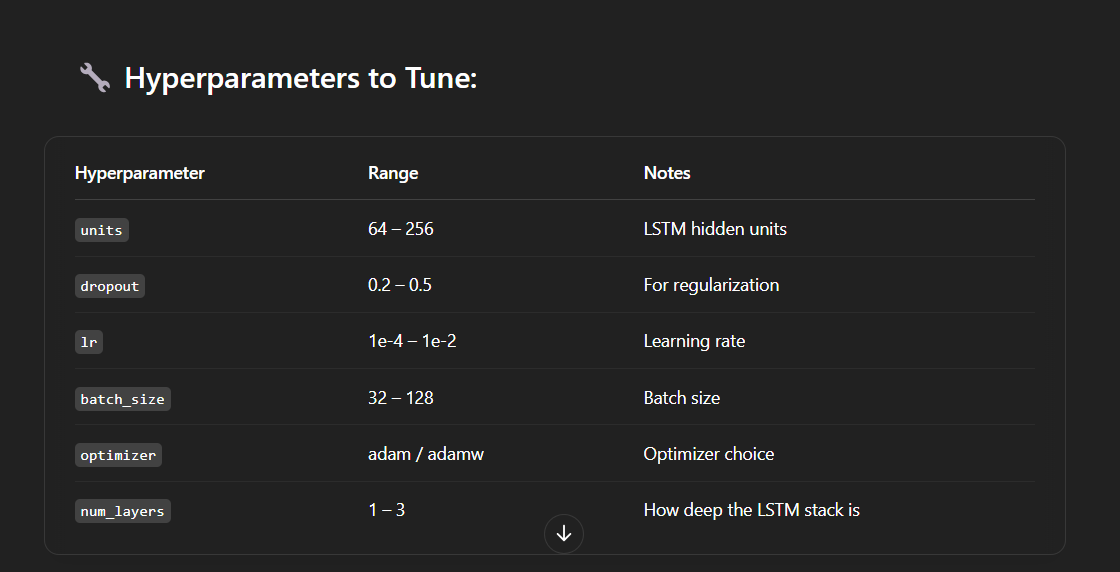 🔧 Hyperparameters to Tune:
Hyperparameter Range Notes
units 64 – 256 LSTM hidden units
dropout 0.2 – 0.5 For regularization
lr 1e-4 – 1e-2 Learning rate
batch_size 32 – 128 Batch size
optimizer adam / adamw Optimizer choice
num_layers 1 – 3 How deep the LSTM stack is